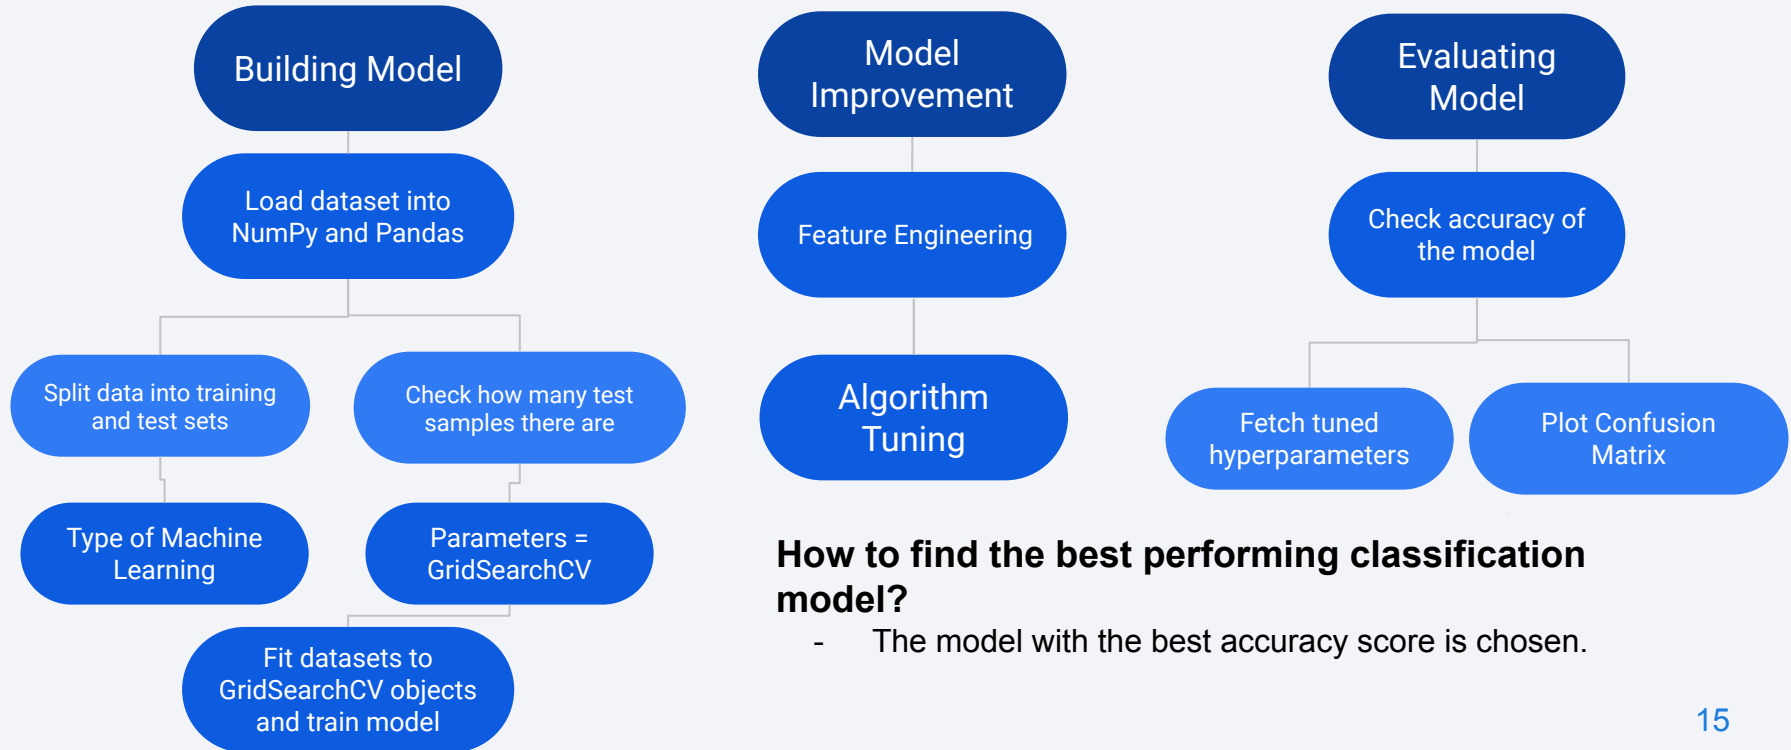 Building Model
Load dataset into
NumPy and Pandas
Split data into training
and test sets
Check how many test
samples there are
Type of Machine
Learning
Parameters =
GridSearchCV
Fit datasets to
GridSearchCV objects
and train model
Model
Improvement
Feature Engineering
Algorithm
Tuning
Evaluating
Model
Check accuracy of
the model
Fetch tuned
hyperparameters
Plot Confusion
Matrix
How to find the best performing classification
model?
- The model with the best accuracy score is chosen.
15